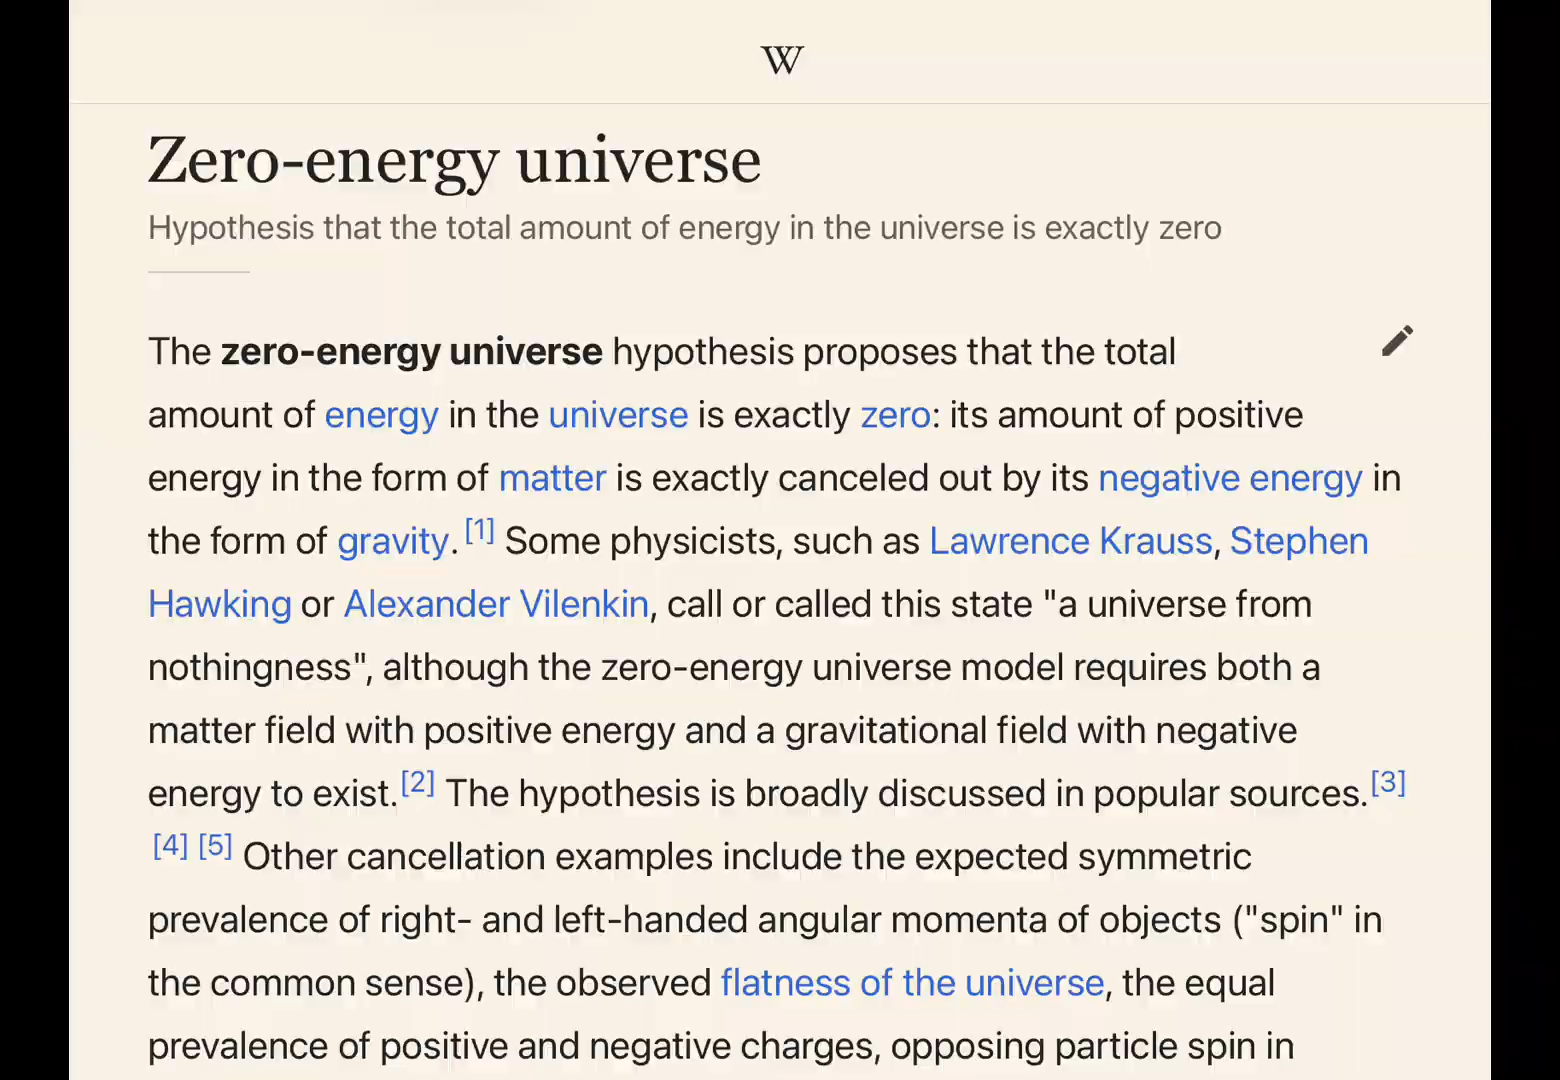 W
Zero-energy universe
Hypothesis that the total amount of energy in the universe is exactly zero
The zero-energy universe hypothesis proposes that the total
amount of energy in the universe is exactly zero: its amount of positive
energy in the form of matter is exactly canceled out by its negative energy in
the form of gravity.[1] Some physicists, such as Lawrence Krauss, Stephen
Hawking or Alexander Vilenkin, call or called this state "a universe from
nothingness", although the zero-energy universe model requires both a
matter field with positive energy and a gravitational field with negative
energy to exist.[2] The hypothesis is broadly discussed in popular sources.[3]
[4] [5] Other cancellation examples include the expected symmetric
prevalence of right- and left-handed angular momenta of objects ("spin" in
the common sense), the observed flatness of the universe, the equal
prevalence of positive and negative charges, opposing particle spin in